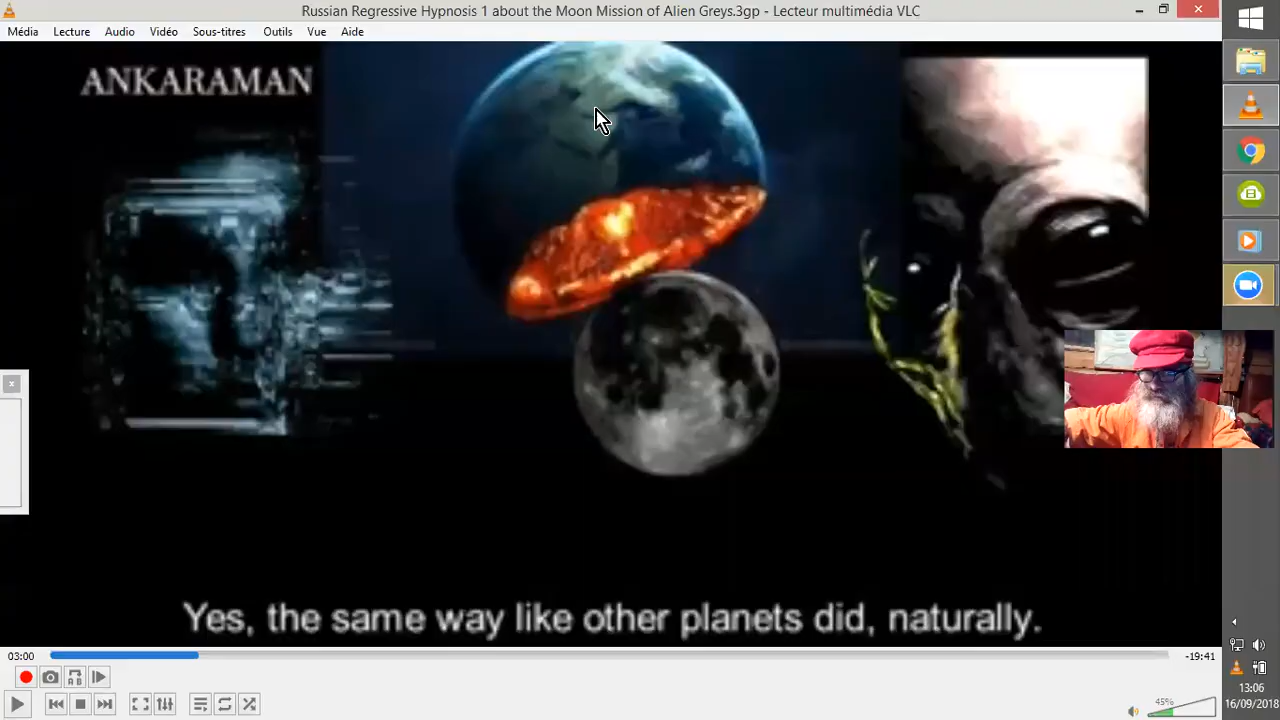 Russian Regressive Hypnosis 1 about the Moon Mission of Alien Greys.3gp - Lecteur multimédia VLC
Média Lecture Audio Vidéo Sous-titres Outils Vue Aide
ANKARAMAN
Yes, the same way like other planets did, naturally.
03:00 -19:41
A B
45%
13:06
16/09/2018